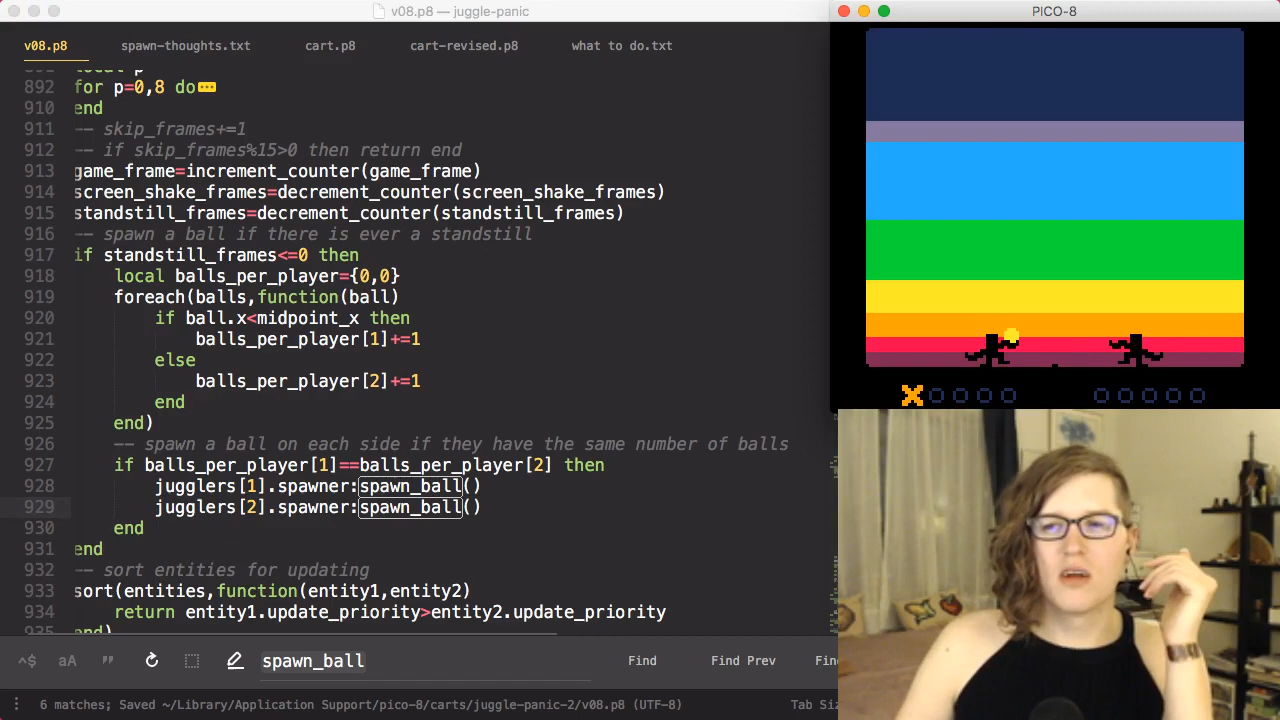 v08.p8 — juggle-panic
PICO-8
v08.p8 spawn-thoughts.txt cart.p8 cart-revised.p8 what to do.txt
892 for p=0,8 do
910 end
911 -- skip_frames+=1
912 -- if skip_frames%15>0 then return end
913 game_frame=increment_counter(game_frame)
914 screen_shake_frames=decrement_counter(screen_shake_frames)
915 standstill_frames=decrement_counter(standstill_frames)
916 -- spawn a ball if there is ever a standstill
917 if standstill_frames<=0 then
918 local balls_per_player={0,0}
919 foreach(balls,function(ball)
920 if ball.x<midpoint_x then
921 balls_per_player[1]+=1
922 else
923 balls_per_player[2]+=1
924 end
925 end)
926 -- spawn a ball on each side if they have the same number of balls
927 if balls_per_player[1]==balls_per_player[2] then
928 jugglers[1].spawner:spawn_ball()
929 jugglers[2].spawner:spawn_ball()
930 end
931 end
932 -- sort entities for updating
933 sort(entities,function(entity1,entity2)
934 return entity1.update_priority>entity2.update_priority
935 end)
spawn_ball Find Find Prev
6 matches; Saved ~/Library/Application Support/pico-8/carts/juggle-panic-2/v08.p8 (UTF-8) Tab